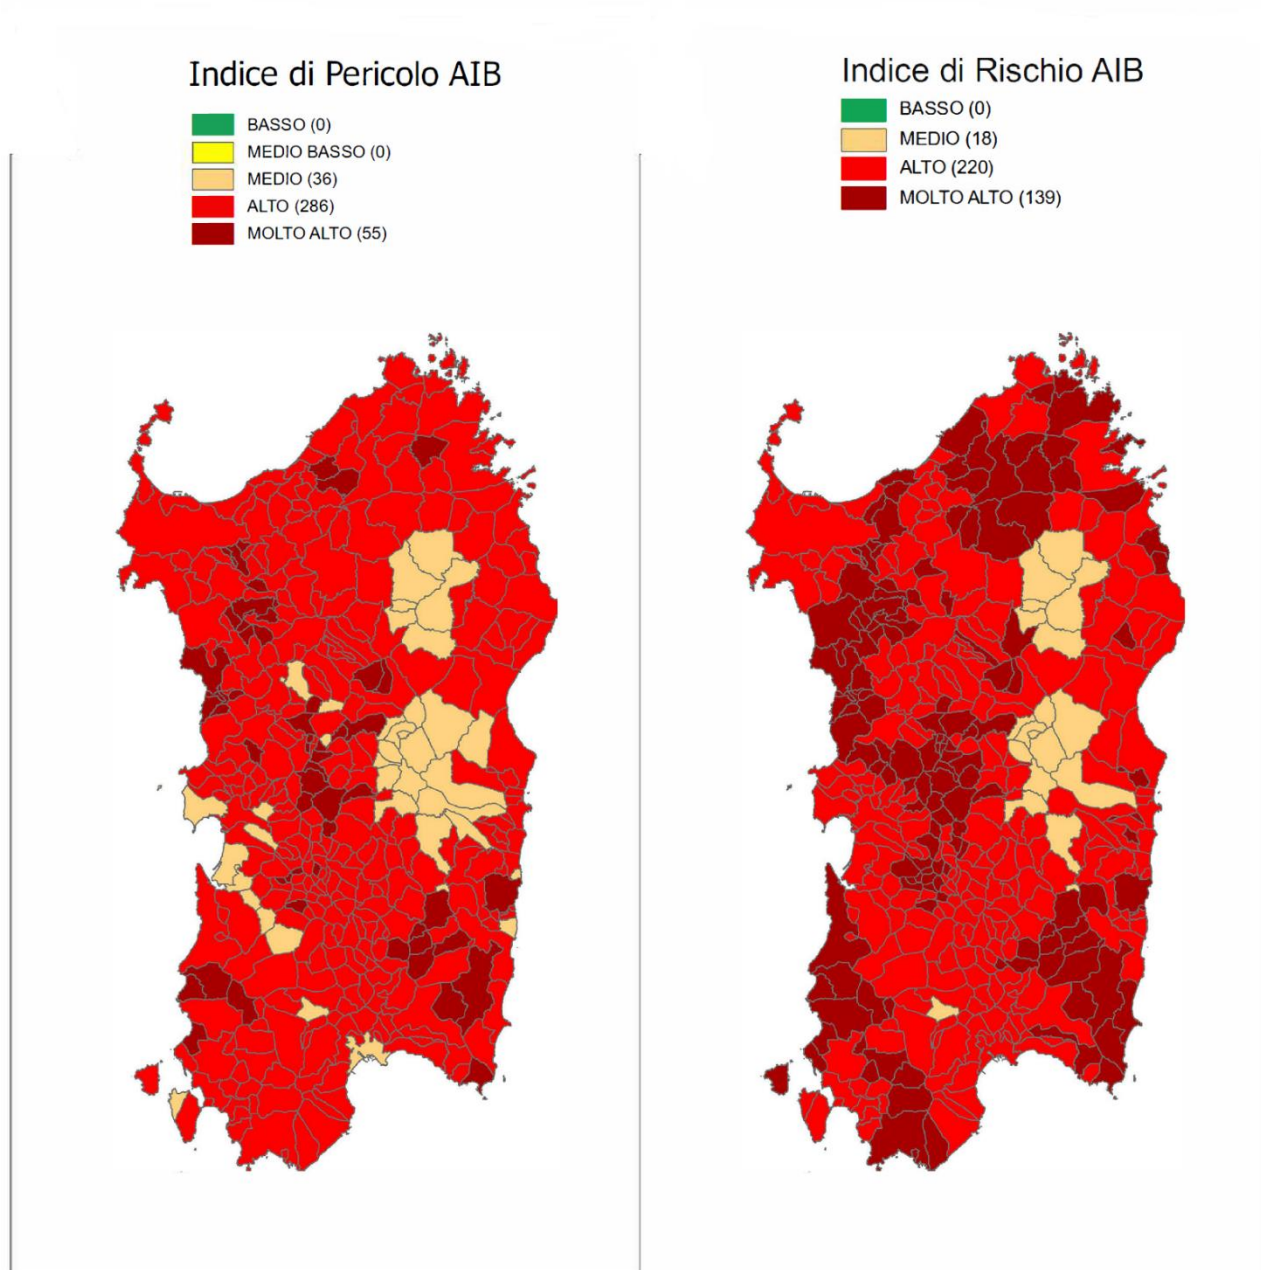 Indice di Pericolo AIB
BASSO (0)
MEDIO BASSO (0)
MEDIO (36)
ALTO (286)
MOLTO ALTO (55)
Indice di Rischio AIB
BASSO (0)
MEDIO (18)
ALTO (220)
MOLTO ALTO (139)